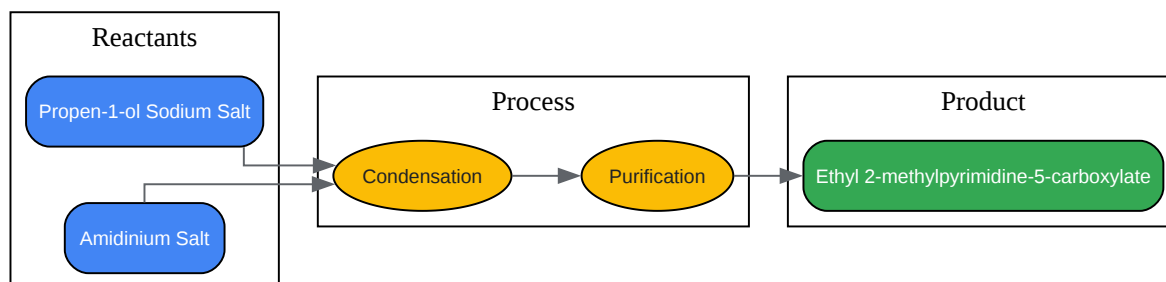 Reactants
Propen-1-ol Sodium Salt
Amidinium Salt
Process
Condensation
Purification
Product
Ethyl 2-methylpyrimidine-5-carboxylate